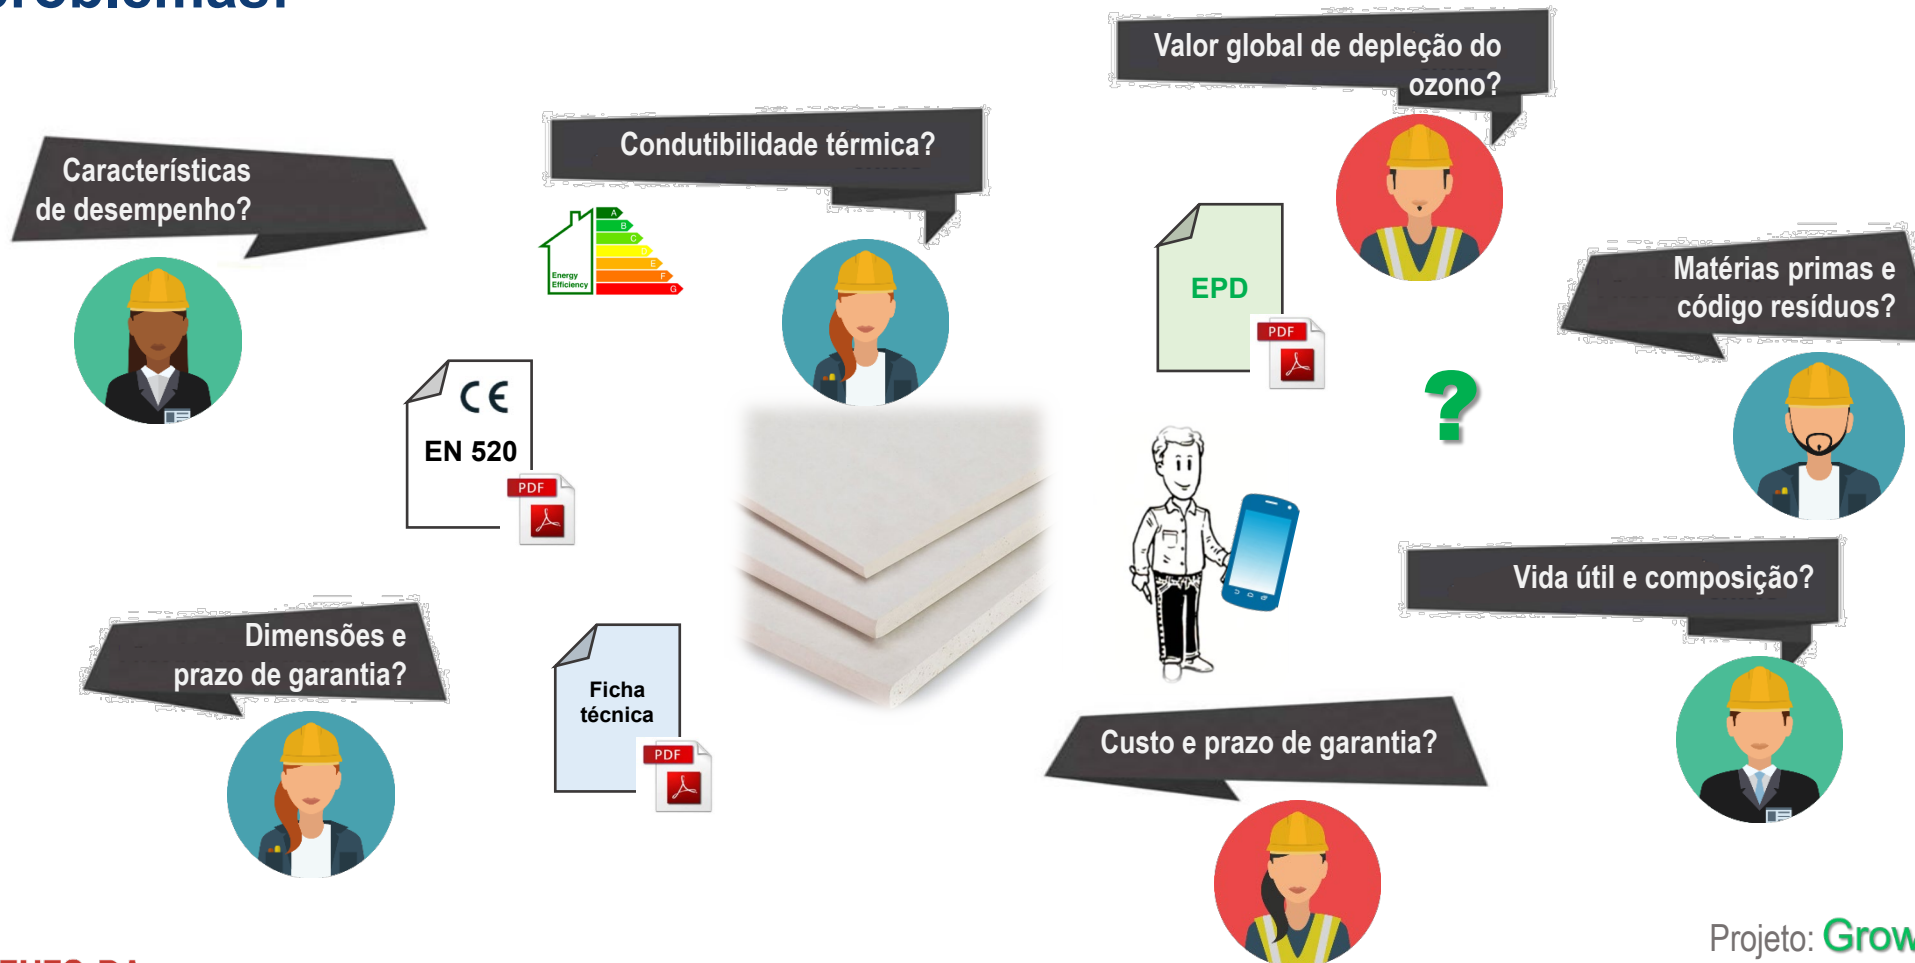 Valor global de depleção do
ozono?
Condutibilidade térmica?
Características
de desempenho?
A
B
C
D
E
F
G
Energy
Efficiency
Matérias primas e
código resíduos?
EPD
PDF
?
CE
EN 520
PDF
Vida útil e composição?
Dimensões e
prazo de garantia?
Ficha
técnica
PDF
Custo e prazo de garantia?
Projeto: Grow